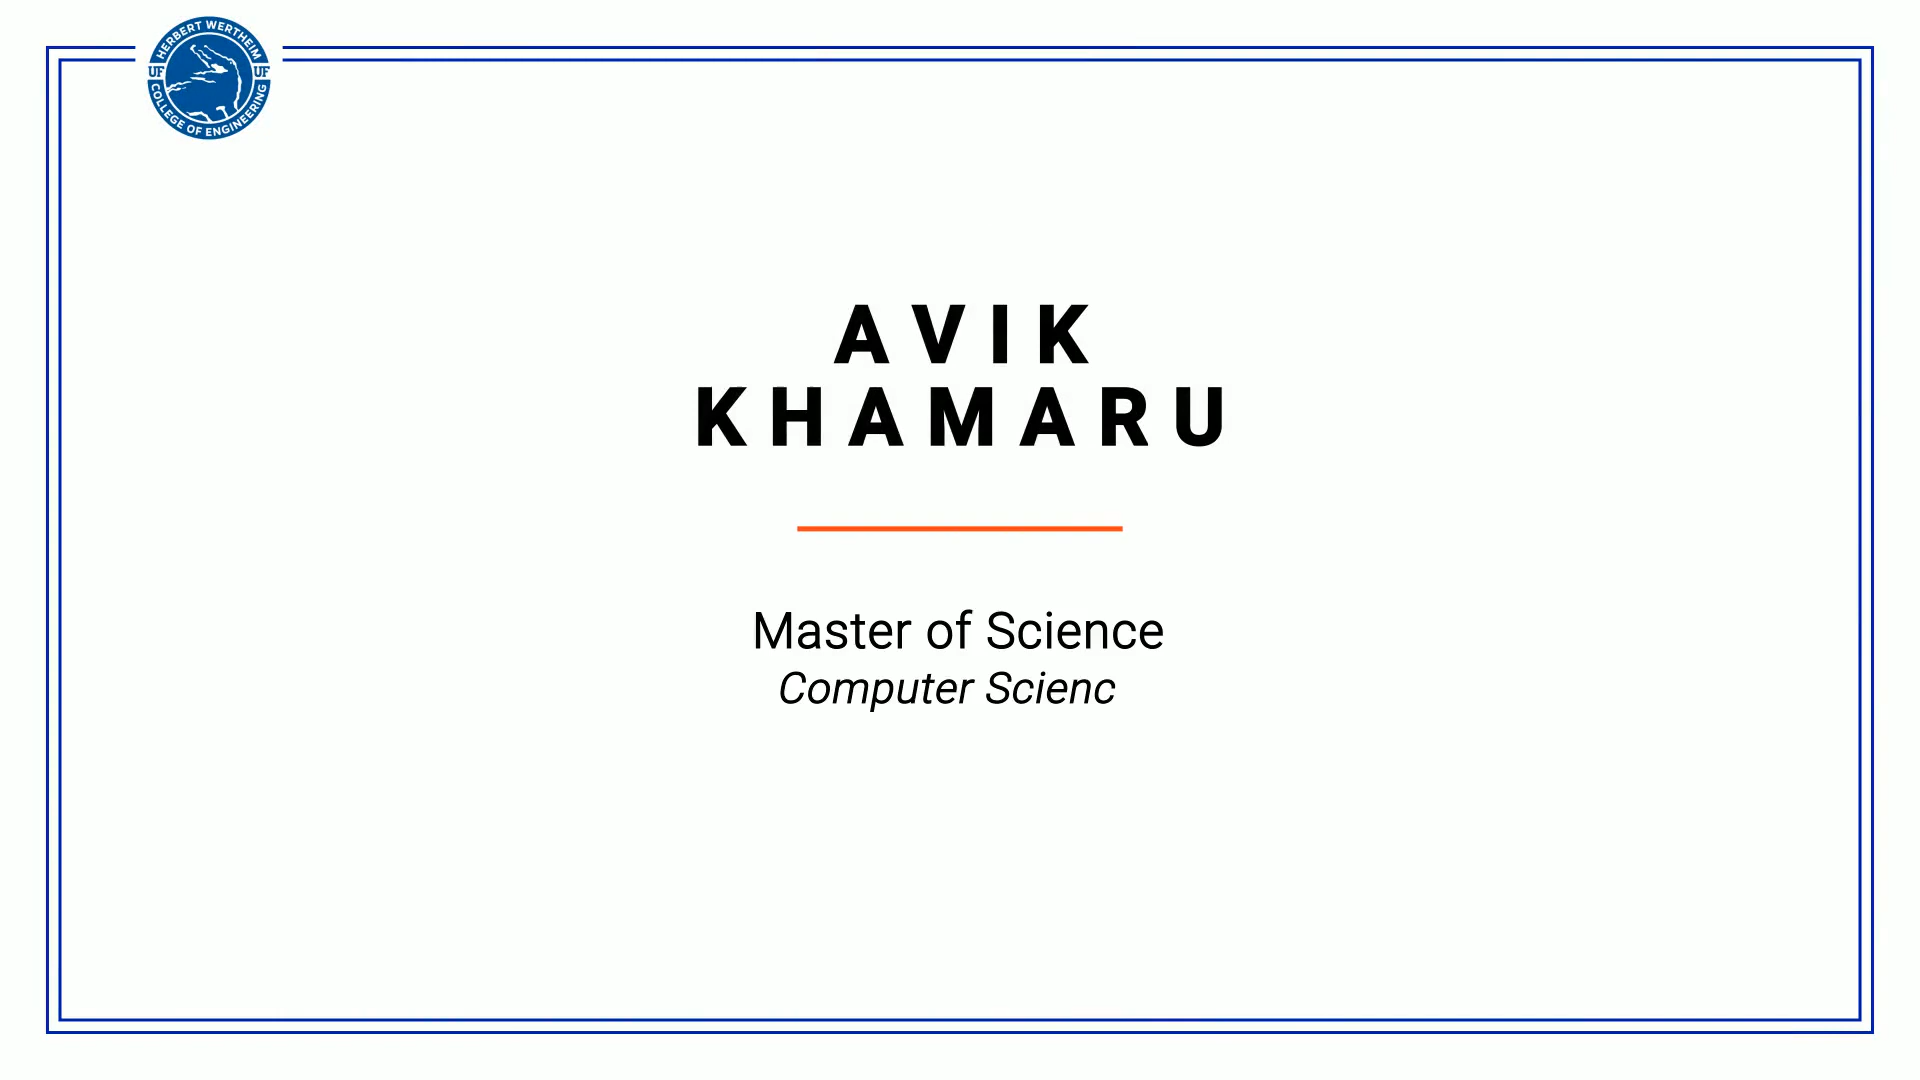 HERBERT WERTHEIM
UF UF
COLLEGE OF ENGINEERING
AVIK
KHAMARU
Master of Science
Computer Scienc